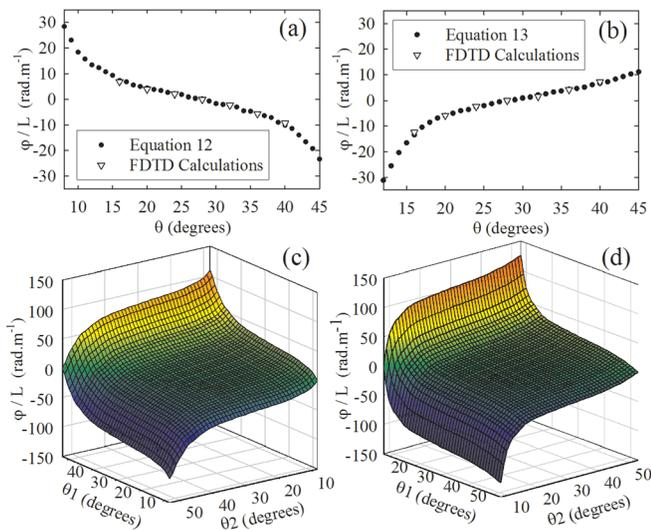 (a)
30
20
10
0
-10
-20
-30
φ / L (rad.m⁻¹)
Equation 12
FDTD Calculations
10 15 20 25 30 35 40 45
θ (degrees)
(b)
30
20
10
0
-10
-20
-30
φ / L (rad.m⁻¹)
Equation 13
FDTD Calculations
15 20 25 30 35 40 45
θ (degrees)
(c)
150
100
50
0
-50
-100
-150
φ / L (rad.m⁻¹)
40 30 20 10
θ1 (degrees)
50 40 30 20 10
θ2 (degrees)
(d)
150
100
50
0
-50
-100
-150
φ / L (rad.m⁻¹)
20 30 40 50
θ1 (degrees)
10 20 30 40 50
θ2 (degrees)